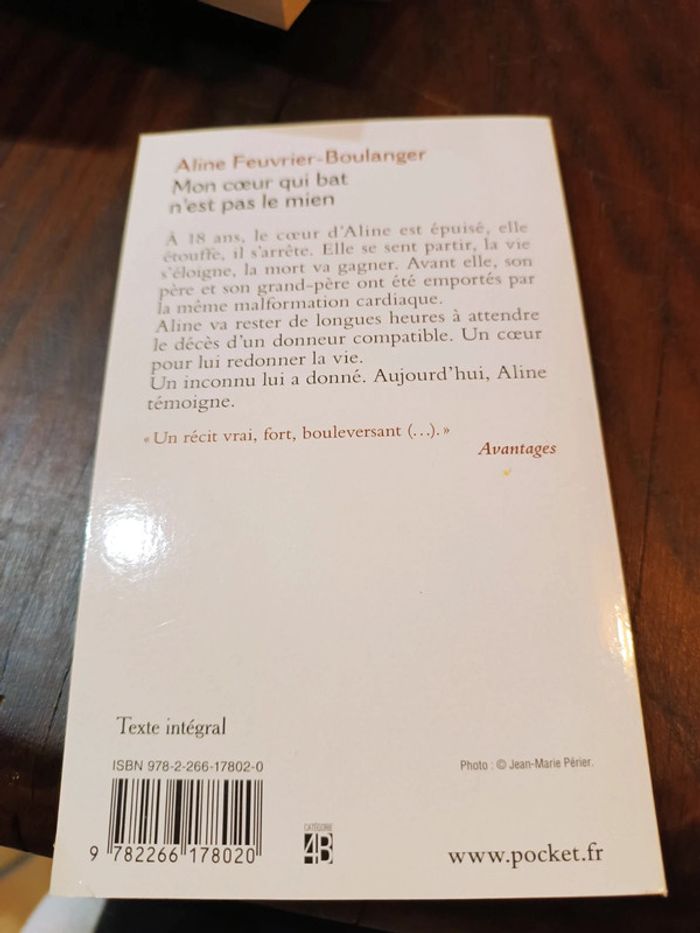 Aline Feuvrier-Boulanger
Mon cœur qui bat
n'est pas le mien
À 18 ans, le cœur d'Aline est épuisé, elle
étouffe, il s'arrête. Elle se sent partir, la vie
s'éloigne, la mort va gagner. Avant elle, son
père et son grand-père ont été emportés par
la même malformation cardiaque.
Aline va rester de longues heures à attendre
le décès d'un donneur compatible. Un cœur
pour lui redonner la vie.
Un inconnu lui a donné. Aujourd'hui, Aline
témoigne.
« Un récit vrai, fort, bouleversant (...). »
Avantages
Texte intégral
ISBN 978-2-266-17802-0
Photo : © Jean-Marie Périer.
9 782266 178020
CATÉGORIE
4B
www.pocket.fr